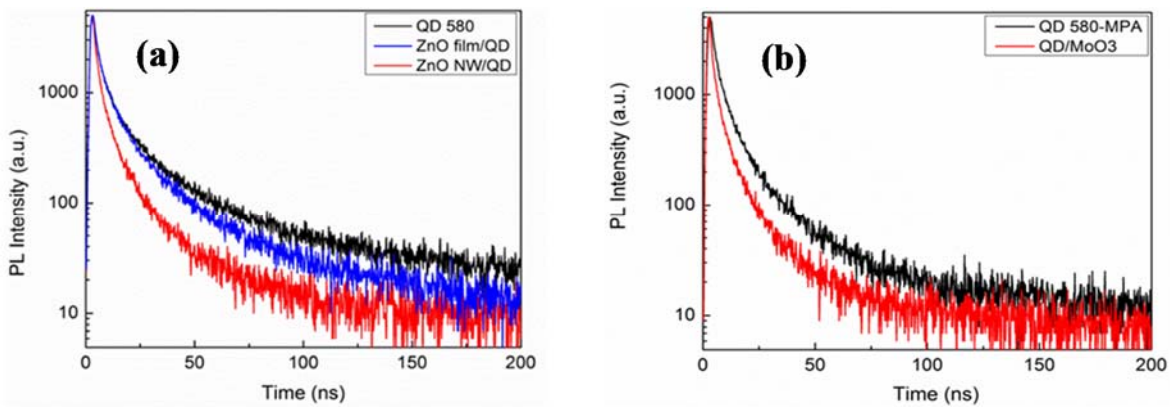 (a)
QD 580
ZnO film/QD
ZnO NW/QD
1000
100
10
PL Intensity (a.u.)
0 50 100 150 200
Time (ns)
(b)
QD 580-MPA
QD/MoO3
1000
100
10
PL Intensity (a.u.)
0 50 100 150 200
Time (ns)